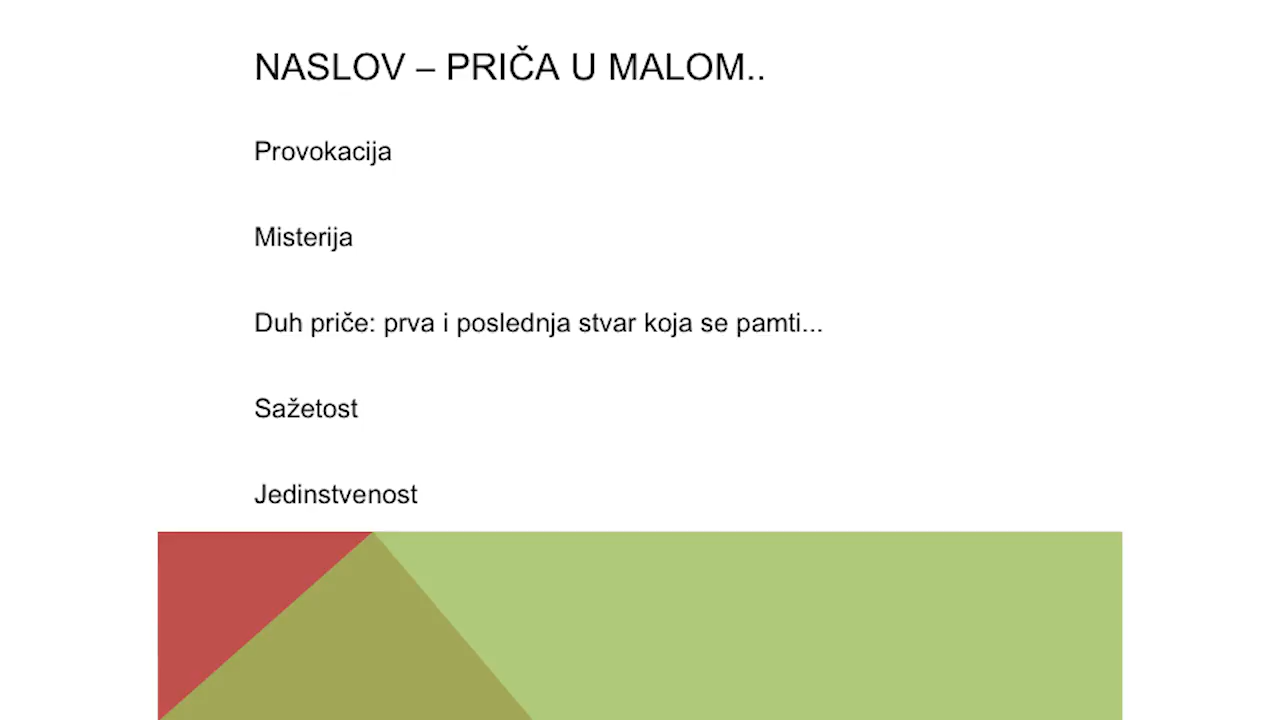 NASLOV – PRIČA U MALOM..
Provokacija
Misterija
Duh priče: prva i poslednja stvar koja se pamti...
Sažetost
Jedinstvenost